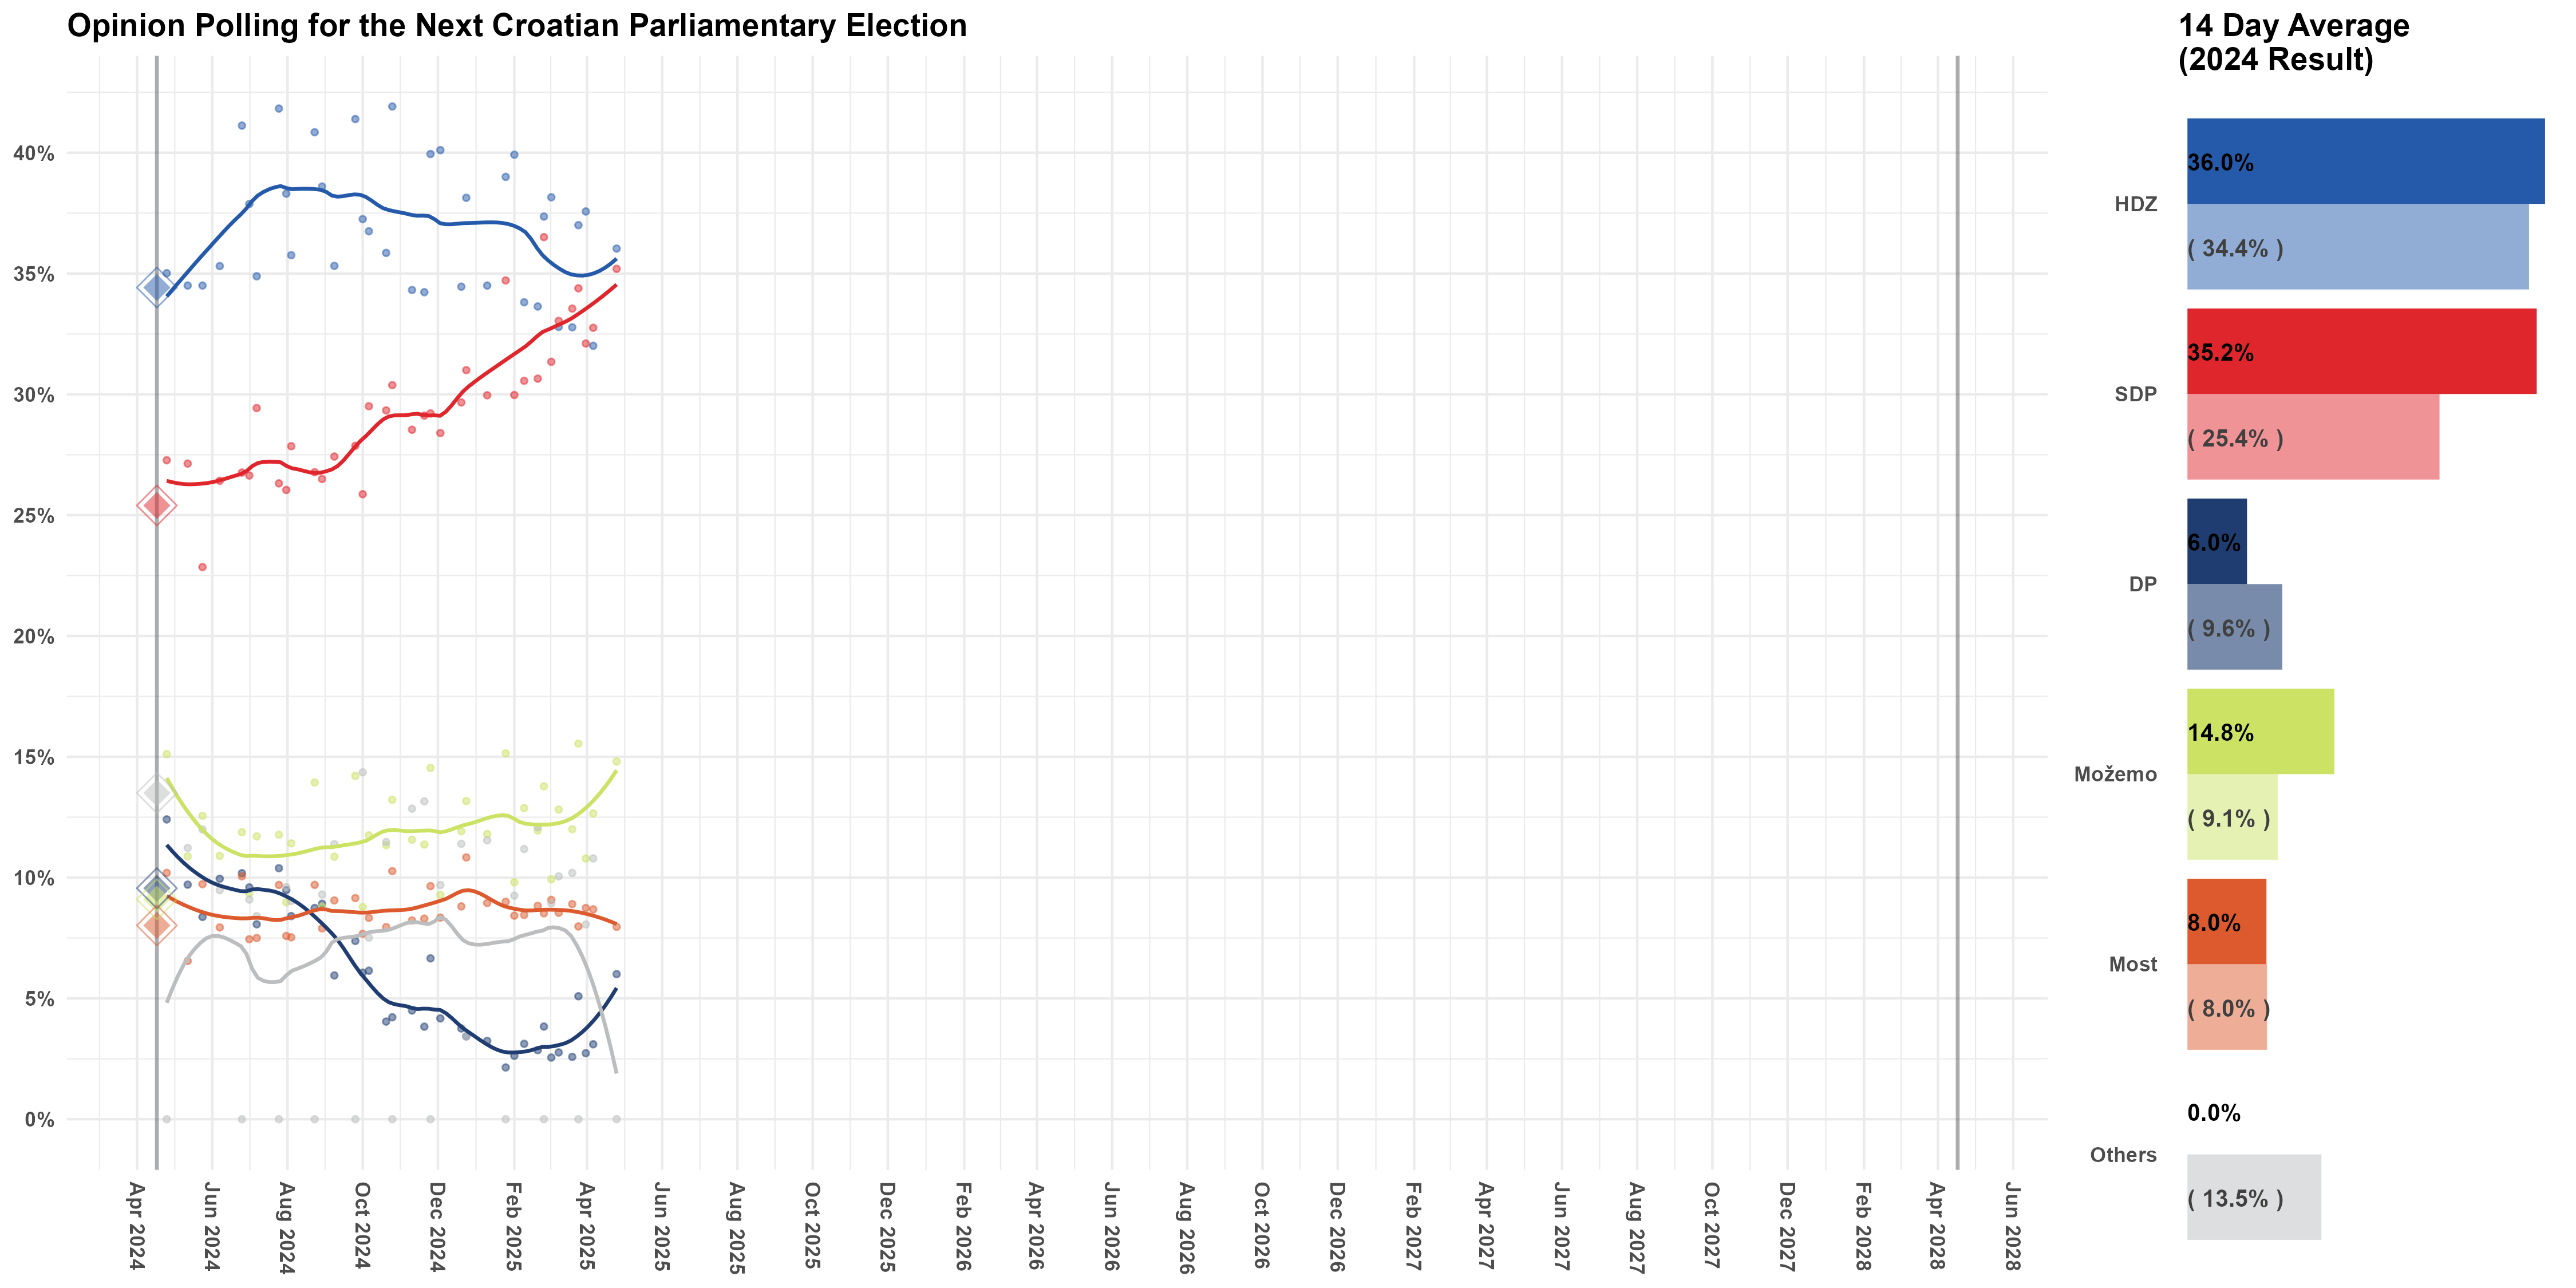 Opinion Polling for the Next Croatian Parliamentary Election
14 Day Average
(2024 Result)
40%
35%
30%
25%
20%
15%
10%
5%
0%
Apr 2024
Jun 2024
Aug 2024
Oct 2024
Dec 2024
Feb 2025
Apr 2025
Jun 2025
Aug 2025
Oct 2025
Dec 2025
Feb 2026
Apr 2026
Jun 2026
Aug 2026
Oct 2026
Dec 2026
Feb 2027
Apr 2027
Jun 2027
Aug 2027
Oct 2027
Dec 2027
Feb 2028
Apr 2028
Jun 2028
HDZ
36.0%
( 34.4% )
SDP
35.2%
( 25.4% )
DP
6.0%
( 9.6% )
Možemo
14.8%
( 9.1% )
Most
8.0%
( 8.0% )
Others
0.0%
( 13.5% )